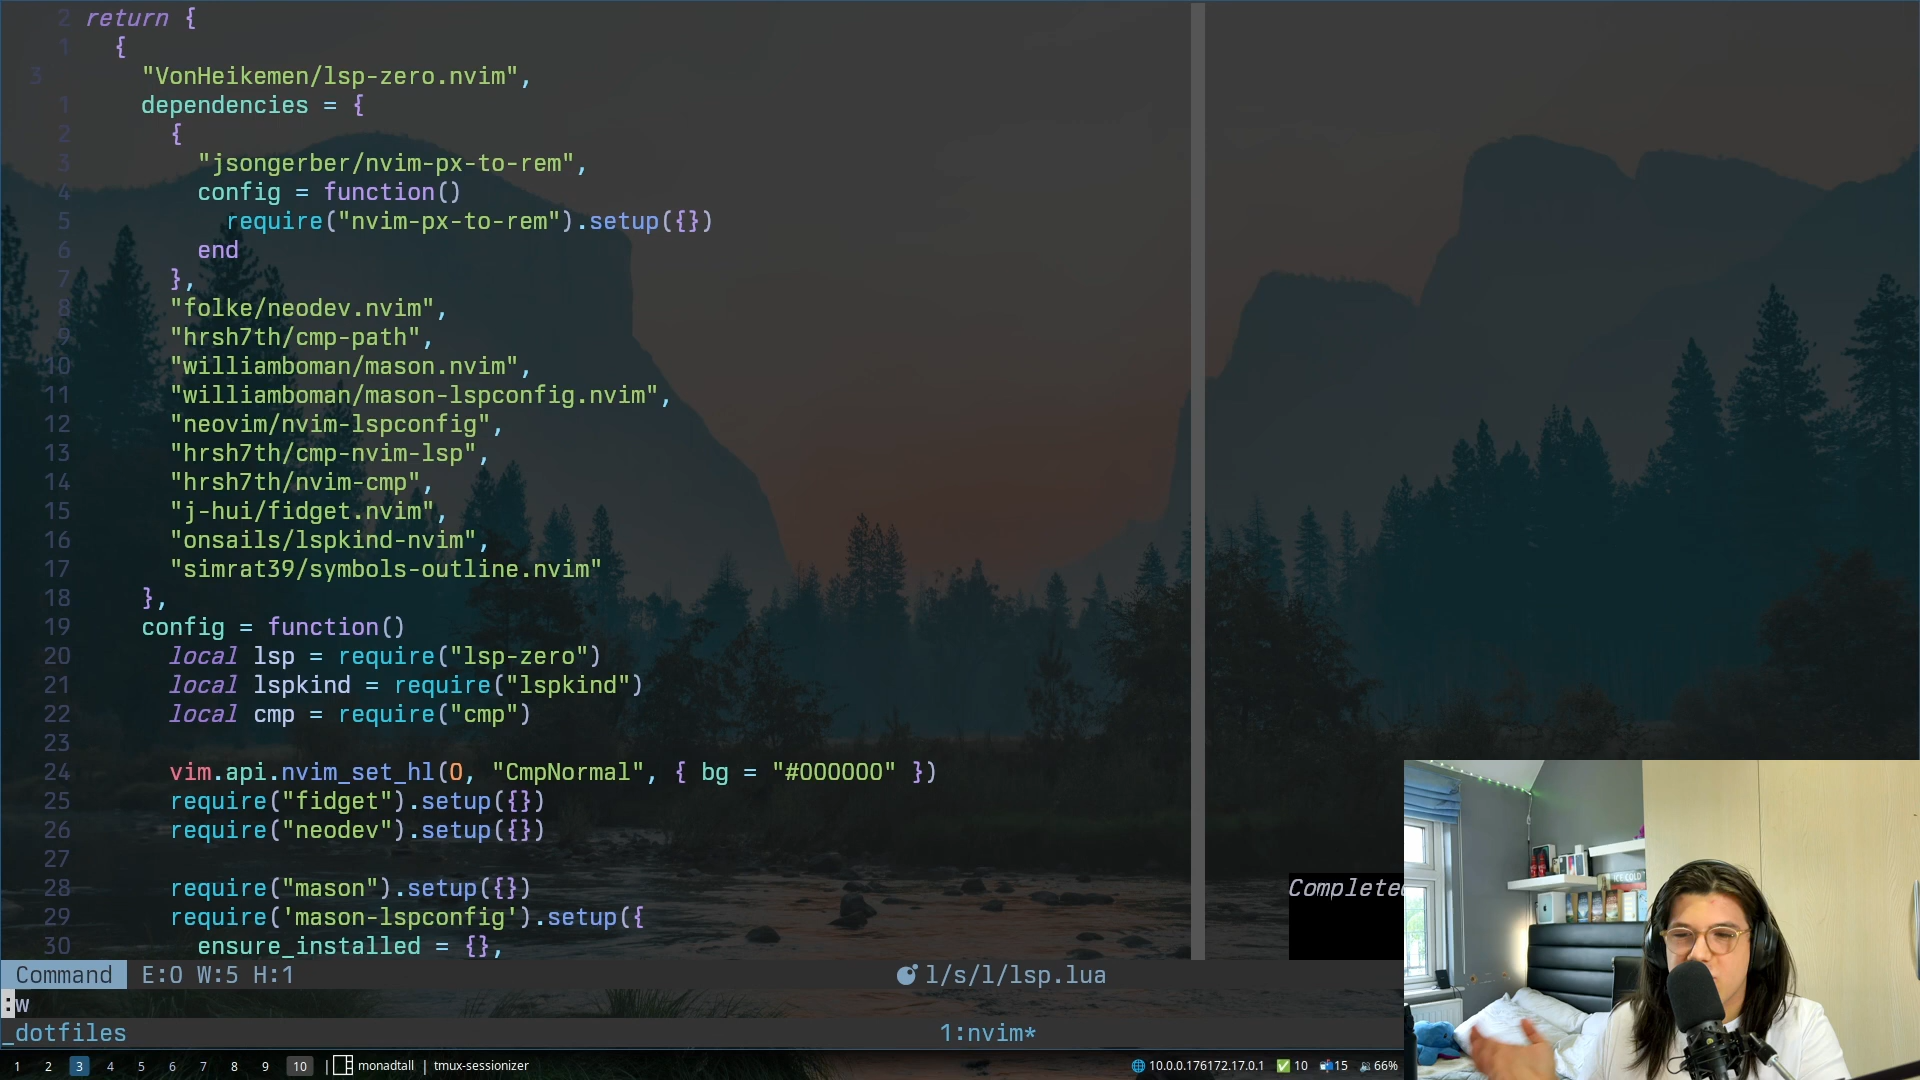 2 return {
1 {
3 "VonHeikemen/lsp-zero.nvim",
1 dependencies = {
2 {
3 "jsongerber/nvim-px-to-rem",
4 config = function()
5 require("nvim-px-to-rem").setup({})
6 end
7 },
8 "folke/neodev.nvim",
9 "hrsh7th/cmp-path",
10 "williamboman/mason.nvim",
11 "williamboman/mason-lspconfig.nvim",
12 "neovim/nvim-lspconfig",
13 "hrsh7th/cmp-nvim-lsp",
14 "hrsh7th/nvim-cmp",
15 "j-hui/fidget.nvim",
16 "onsails/lspkind-nvim",
17 "simrat39/symbols-outline.nvim"
18 },
19 config = function()
20 local lsp = require("lsp-zero")
21 local lspkind = require("lspkind")
22 local cmp = require("cmp")
23
24 vim.api.nvim_set_hl(0, "CmpNormal", { bg = "#000000" })
25 require("fidget").setup({})
26 require("neodev").setup({})
27
28 require("mason").setup({})
29 require('mason-lspconfig').setup({
30 ensure_installed = {},
Completed
Command E:0 W:5 H:1 l/s/l/lsp.lua
:w
_dotfiles 1:nvim*
1 2 3 4 5 6 7 8 9 10 | monadtall | tmux-sessionizer 10.0.0.176172.17.0.1 10 15 66%
ICE COLD